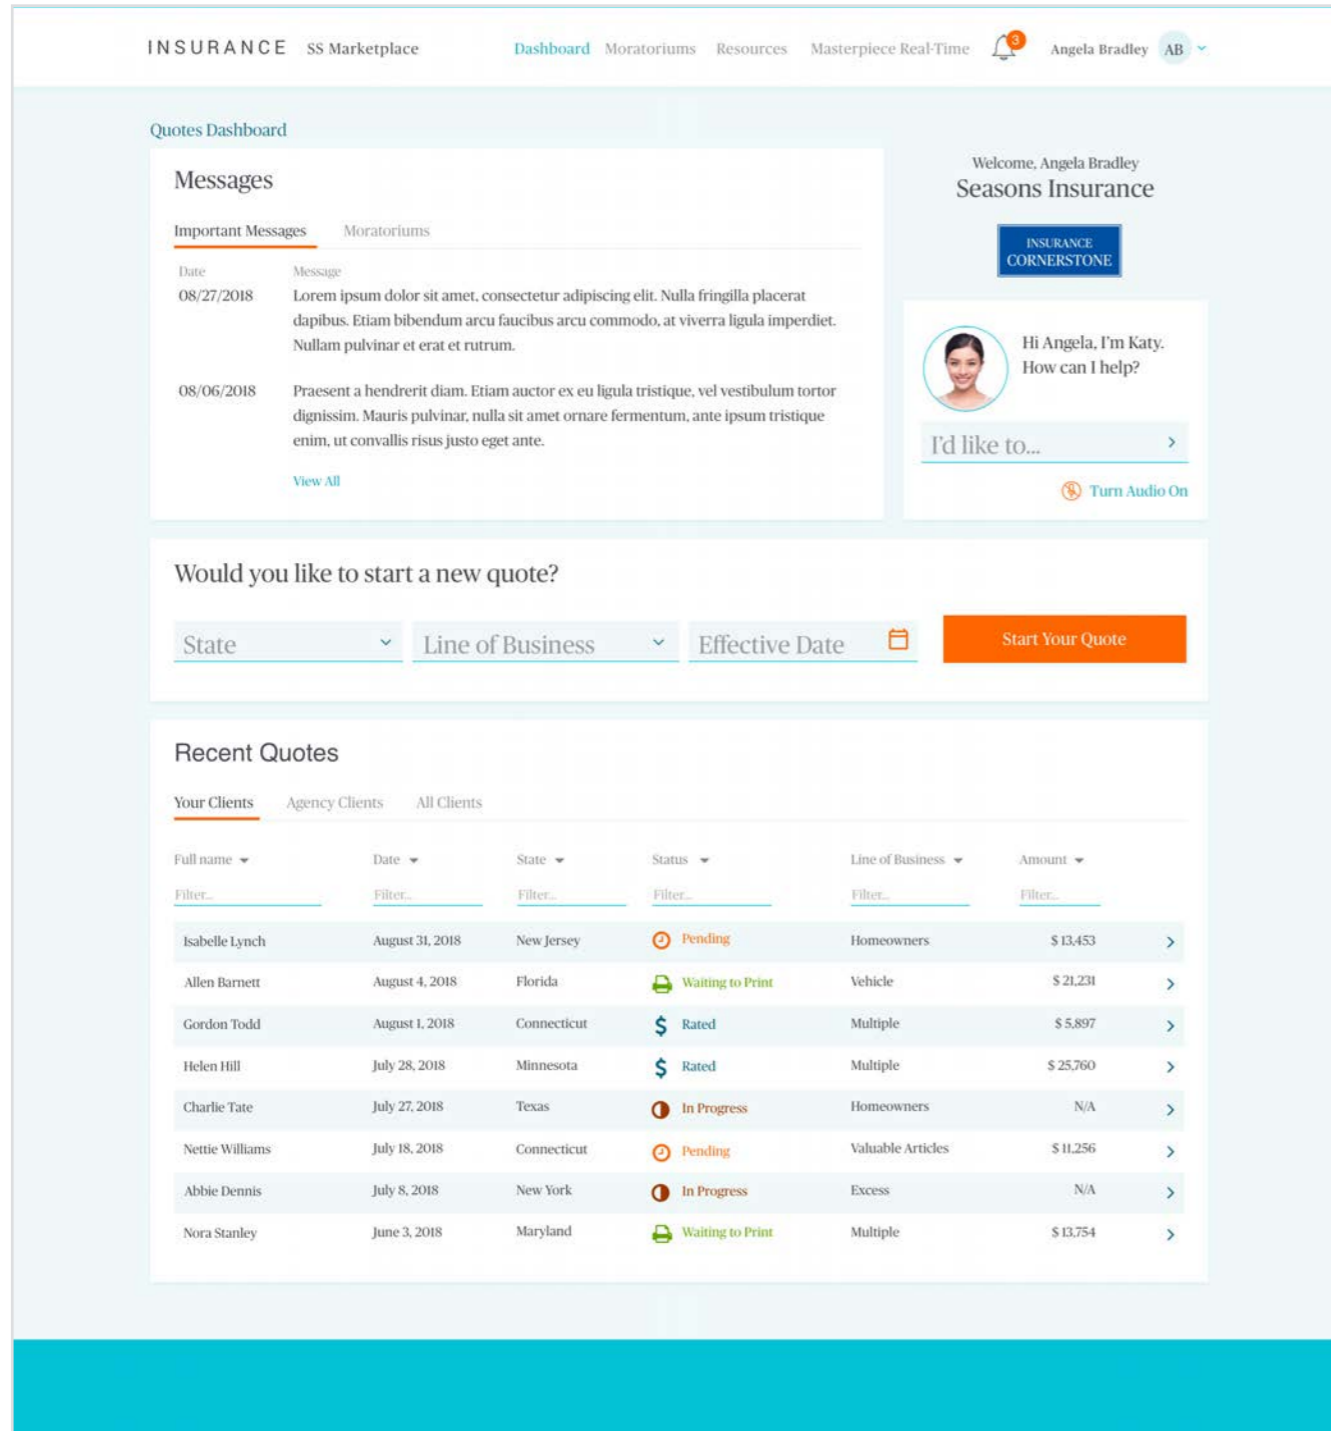 INSURANCE SS Marketplace Dashboard Moratoriums Resources Masterpiece Real-Time 3 Angela Bradley AB
Quotes Dashboard
Messages
Important Messages Moratoriums
Date Message
08/27/2018 Lorem ipsum dolor sit amet, consectetur adipiscing elit. Nulla fringilla placerat
dapibus. Etiam bibendum arcu faucibus arcu commodo, at viverra ligula imperdiet.
Nullam pulvinar et erat et rutrum.
08/06/2018 Praesent a hendrerit diam. Etiam auctor ex eu ligula tristique, vel vestibulum tortor
dignissim. Mauris pulvinar, nulla sit amet ornare fermentum, ante ipsum tristique
enim, ut convallis risus justo eget ante.
View All
Welcome, Angela Bradley
Seasons Insurance
INSURANCE
CORNERSTONE
Hi Angela, I'm Katy.
How can I help?
I'd like to...
Turn Audio On
Would you like to start a new quote?
State Line of Business Effective Date Start Your Quote
Recent Quotes
Your Clients Agency Clients All Clients
Full name Date State Status Line of Business Amount
Filter... Filter... Filter... Filter... Filter... Filter...
Isabelle Lynch August 31, 2018 New Jersey Pending Homeowners $ 13,453
Allen Barnett August 4, 2018 Florida Waiting to Print Vehicle $ 21,231
Gordon Todd August 1, 2018 Connecticut $ Rated Multiple $ 5,897
Helen Hill July 28, 2018 Minnesota $ Rated Multiple $ 25,760
Charlie Tate July 27, 2018 Texas In Progress Homeowners N/A
Nettie Williams July 18, 2018 Connecticut Pending Valuable Articles $ 11,256
Abbie Dennis July 8, 2018 New York In Progress Excess N/A
Nora Stanley June 3, 2018 Maryland Waiting to Print Multiple $ 13,754